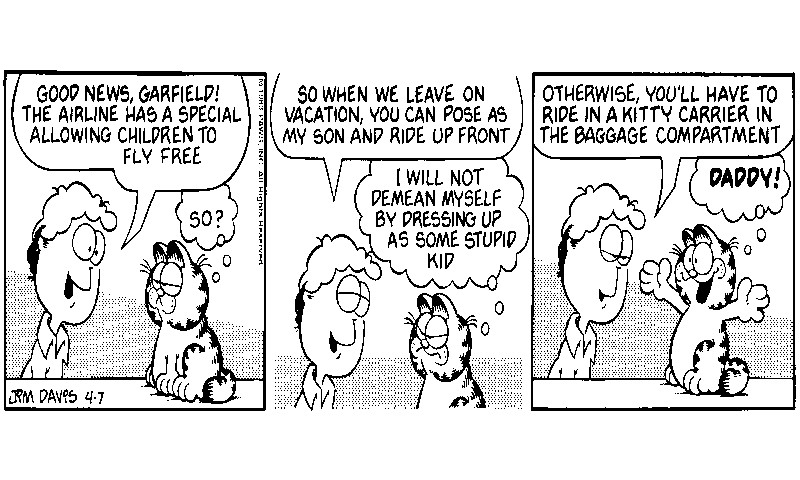 GOOD NEWS, GARFIELD!
THE AIRLINE HAS A SPECIAL
ALLOWING CHILDREN TO
FLY FREE
SO?
JIM DAVIS 4-7
SO WHEN WE LEAVE ON
VACATION, YOU CAN POSE AS
MY SON AND RIDE UP FRONT
I WILL NOT
DEMEAN MYSELF
BY DRESSING UP
AS SOME STUPID
KID
OTHERWISE, YOU'LL HAVE TO
RIDE IN A KITTY CARRIER IN
THE BAGGAGE COMPARTMENT
DADDY!